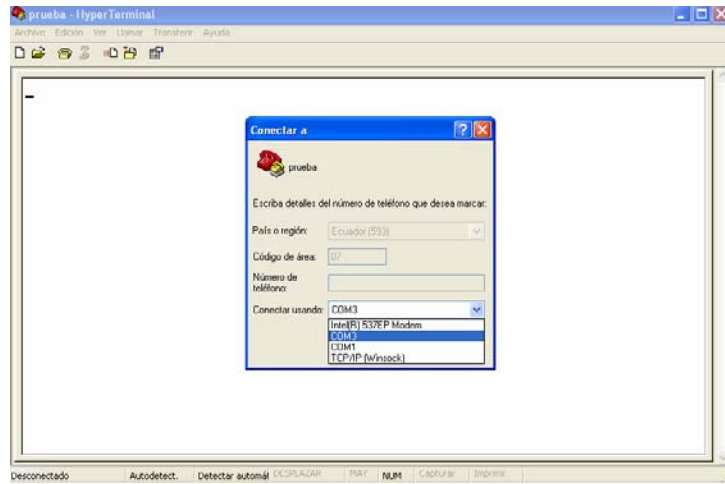 prueba - HyperTerminal
Archivo Edición Ver Llamar Transferir Ayuda
Conectar a
prueba
Escriba detalles del número de teléfono que desea marcar:
País o región: Ecuador (593)
Código de área: 07
Número de
teléfono:
Conectar usando: COM3
Intel(R) 537EP Modem
COM3
COM1
TCP/IP (Winsock)
Desconectado Autodetect. Detectar automát DESPLAZAR MAY NUM Capturar Imprimir